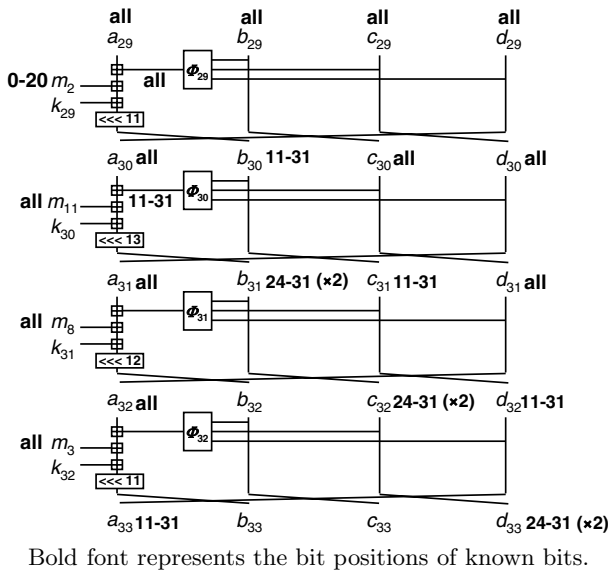 all all all all
a29 b29 c29 d29
Φ29
0-20 m2 all
k29
<<< 11
a30 all b30 11-31 c30 all d30 all
Φ30
all m11 11-31
k30
<<< 13
a31 all b31 24-31 (×2) c31 11-31 d31 all
Φ31
all m8
k31
<<< 12
a32 all b32 c32 24-31 (×2) d32 11-31
Φ32
all m3
k32
<<< 11
a33 11-31 b33 c33 d33 24-31 (×2)
Bold font represents the bit positions of known bits.